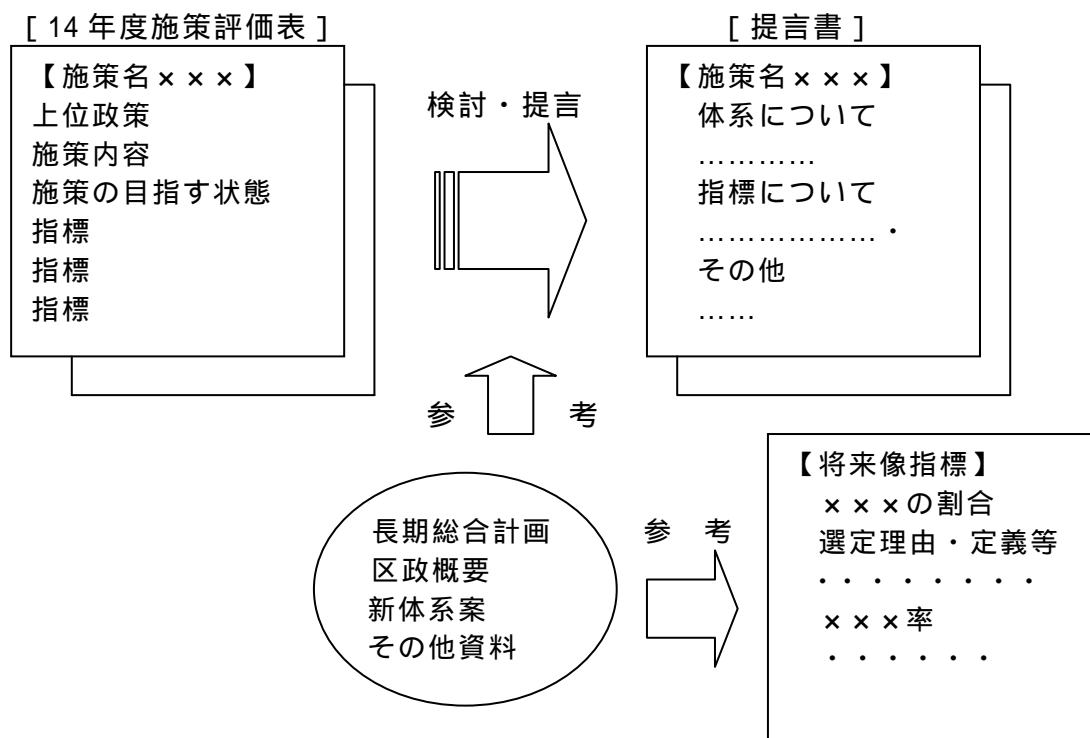 [14年度施策評価表]
【施策名×××】
上位政策
施策内容
施策の目指す状態
指標
指標
指標
検討・提言
[提言書]
【施策名×××】
体系について
…………
指標について
………………・
その他
……
参 考
長期総合計画
区政概要
新体系案
その他資料
参 考
【将来像指標】
×××の割合
選定理由・定義等
・・・・・・・・
×××率
・・・・・・